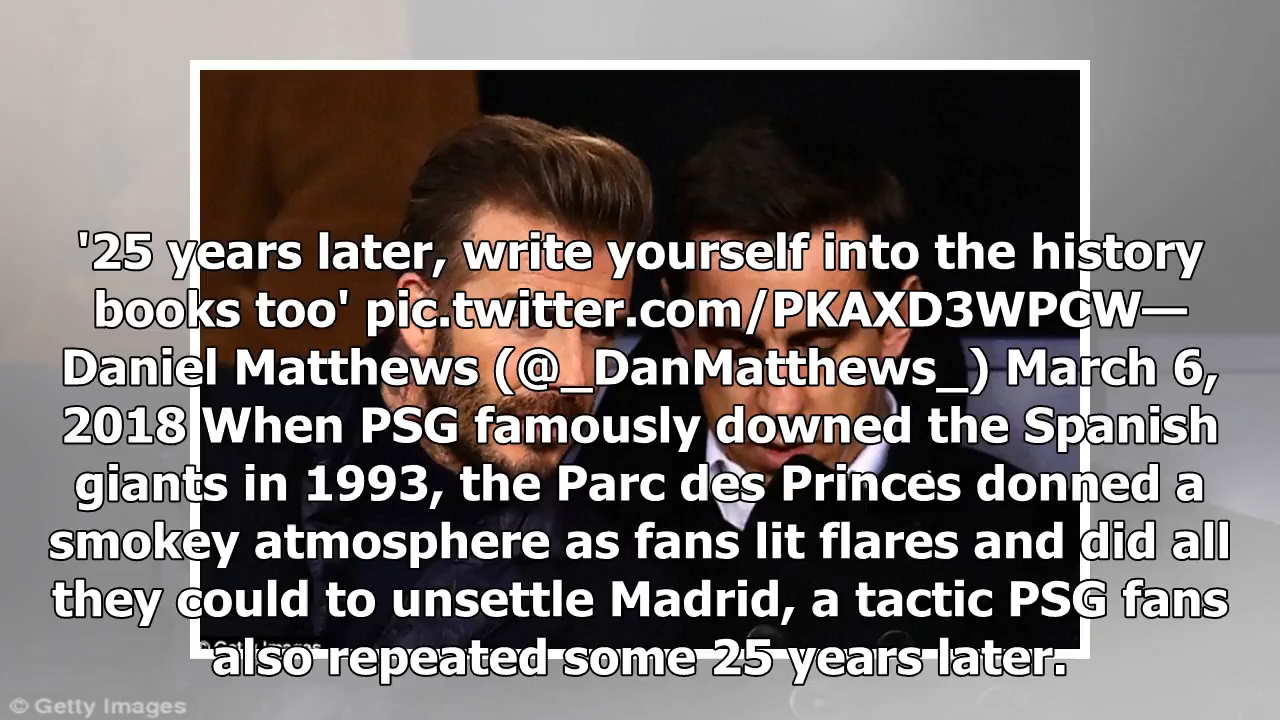 '25 years later, write yourself into the history
books too' pic.twitter.com/PKAXD3WPCW—
Daniel Matthews (@_DanMatthews_) March 6,
2018 When PSG famously downed the Spanish
giants in 1993, the Parc des Princes donned a
smokey atmosphere as fans lit flares and did all
they could to unsettle Madrid, a tactic PSG fans
also repeated some 25 years later.
© Getty Images
© Getty Images